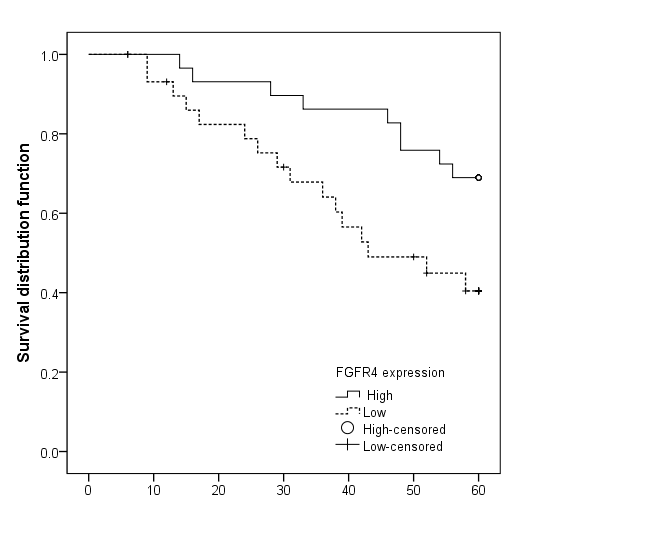 Survival distribution function
1.0
0.8
0.6
0.4
0.2
0.0
FGFR4 expression
High
Low
High-censored
Low-censored
0 10 20 30 40 50 60